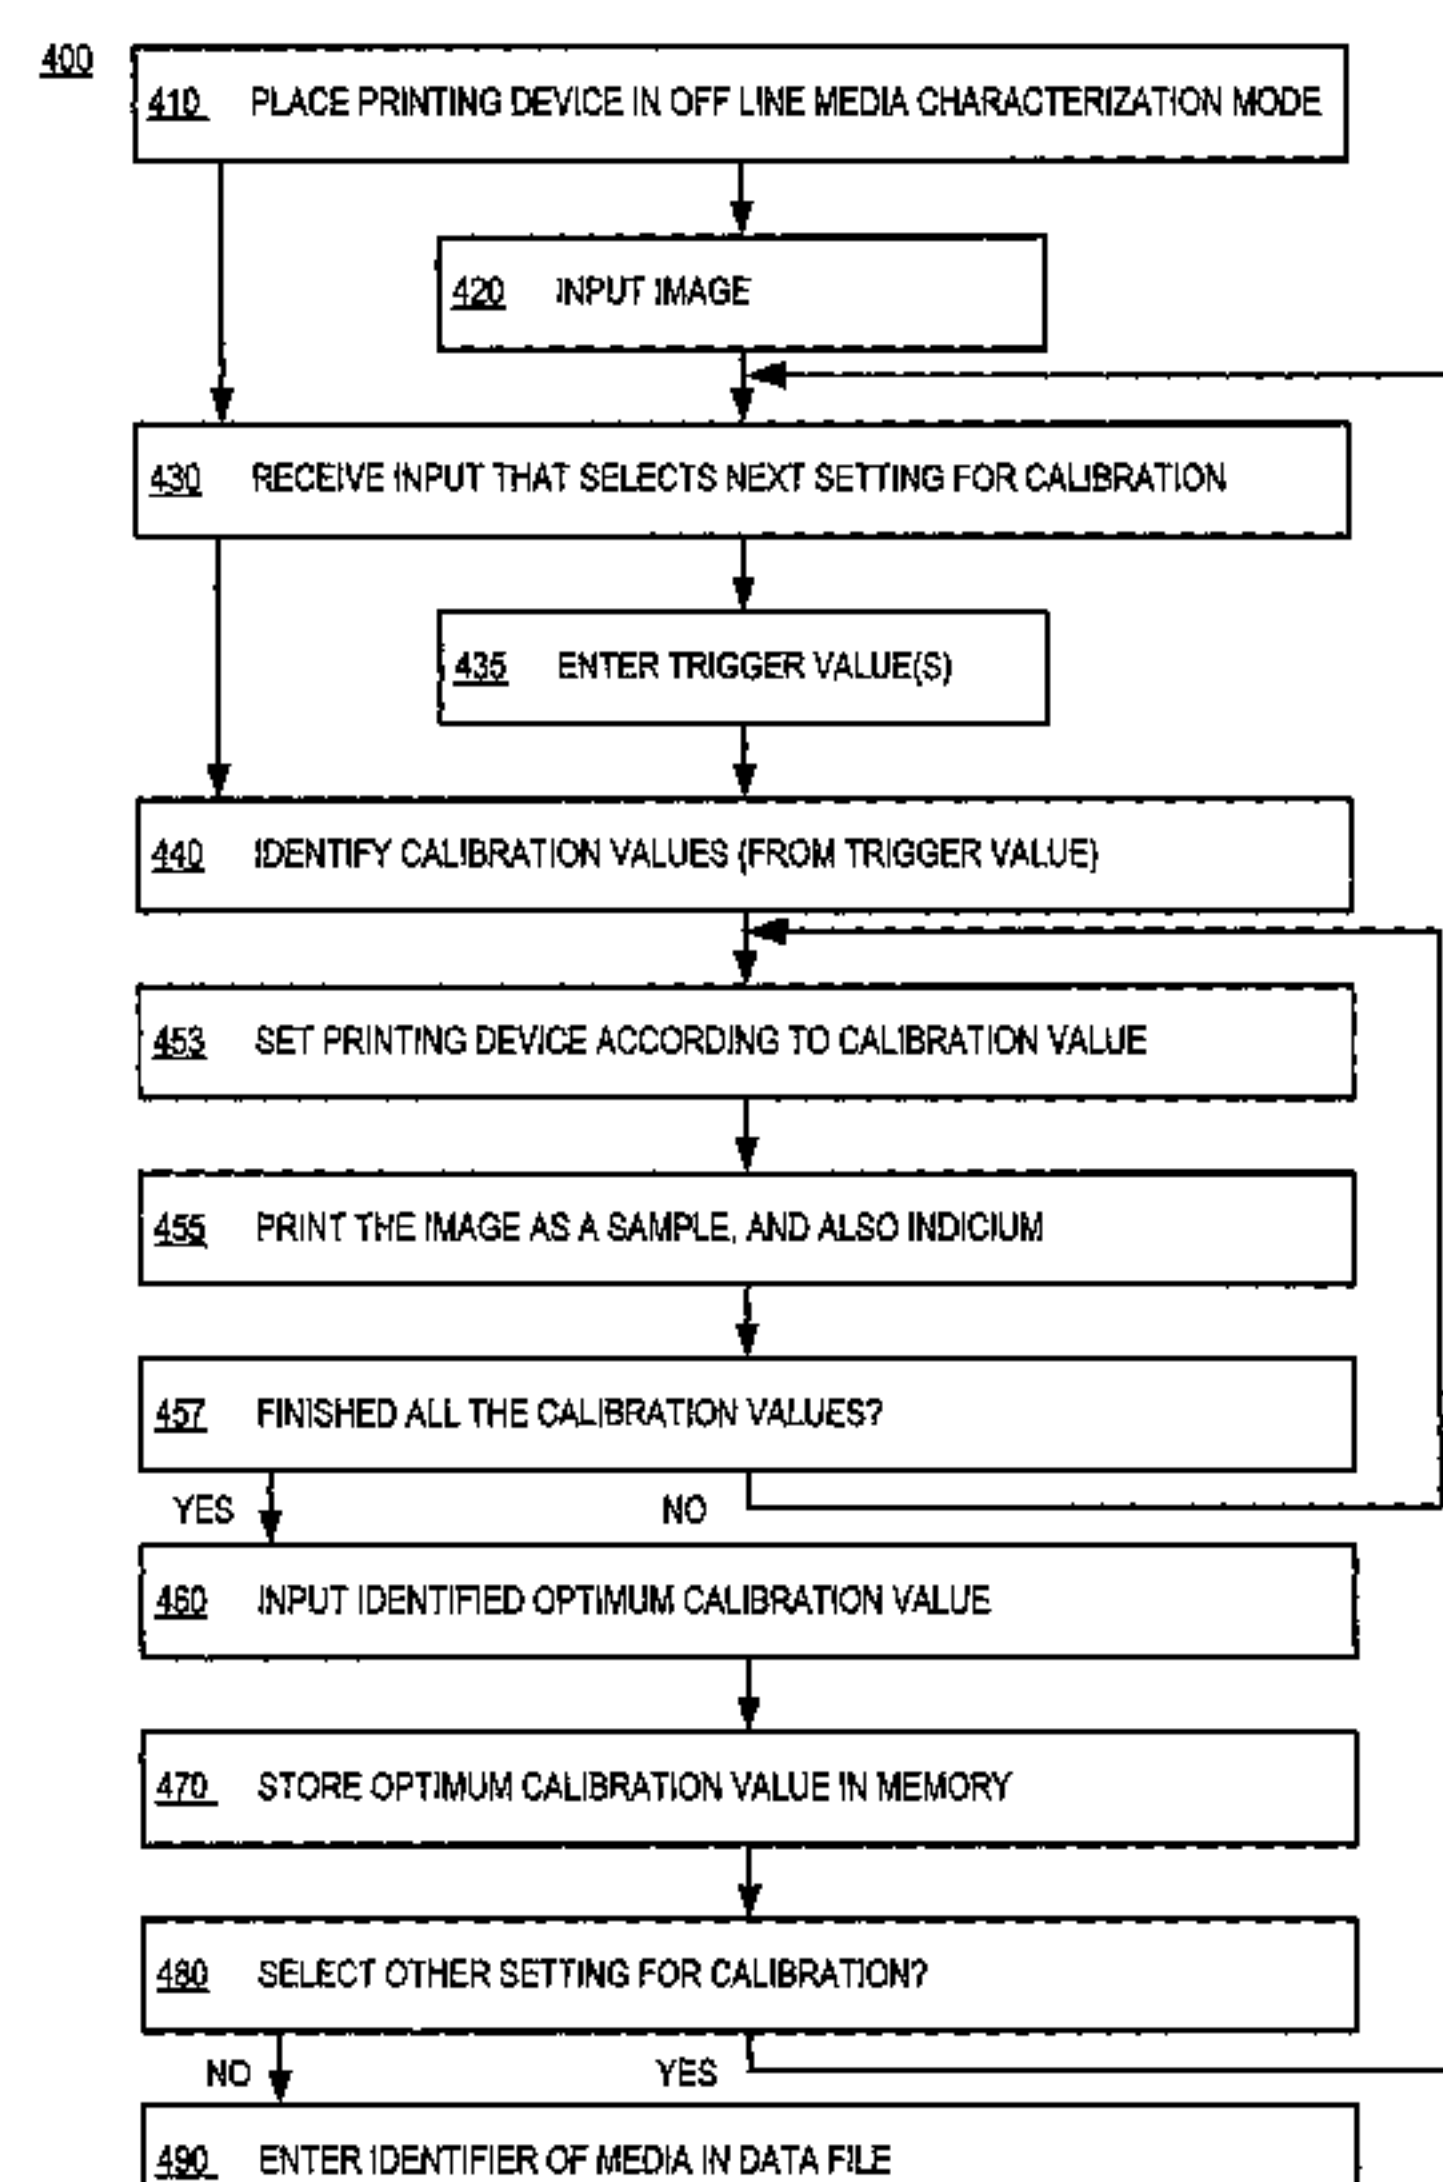 400
410 PLACE PRINTING DEVICE IN OFF LINE MEDIA CHARACTERIZATION MODE
420 INPUT IMAGE
430 RECEIVE INPUT THAT SELECTS NEXT SETTING FOR CALIBRATION
435 ENTER TRIGGER VALUE(S)
440 IDENTIFY CALIBRATION VALUES (FROM TRIGGER VALUE)
453 SET PRINTING DEVICE ACCORDING TO CALIBRATION VALUE
455 PRINT THE IMAGE AS A SAMPLE, AND ALSO INDICIUM
457 FINISHED ALL THE CALIBRATION VALUES?
YES NO
460 INPUT IDENTIFIED OPTIMUM CALIBRATION VALUE
470 STORE OPTIMUM CALIBRATION VALUE IN MEMORY
480 SELECT OTHER SETTING FOR CALIBRATION?
NO YES
490 ENTER IDENTIFIER OF MEDIA IN DATA FILE